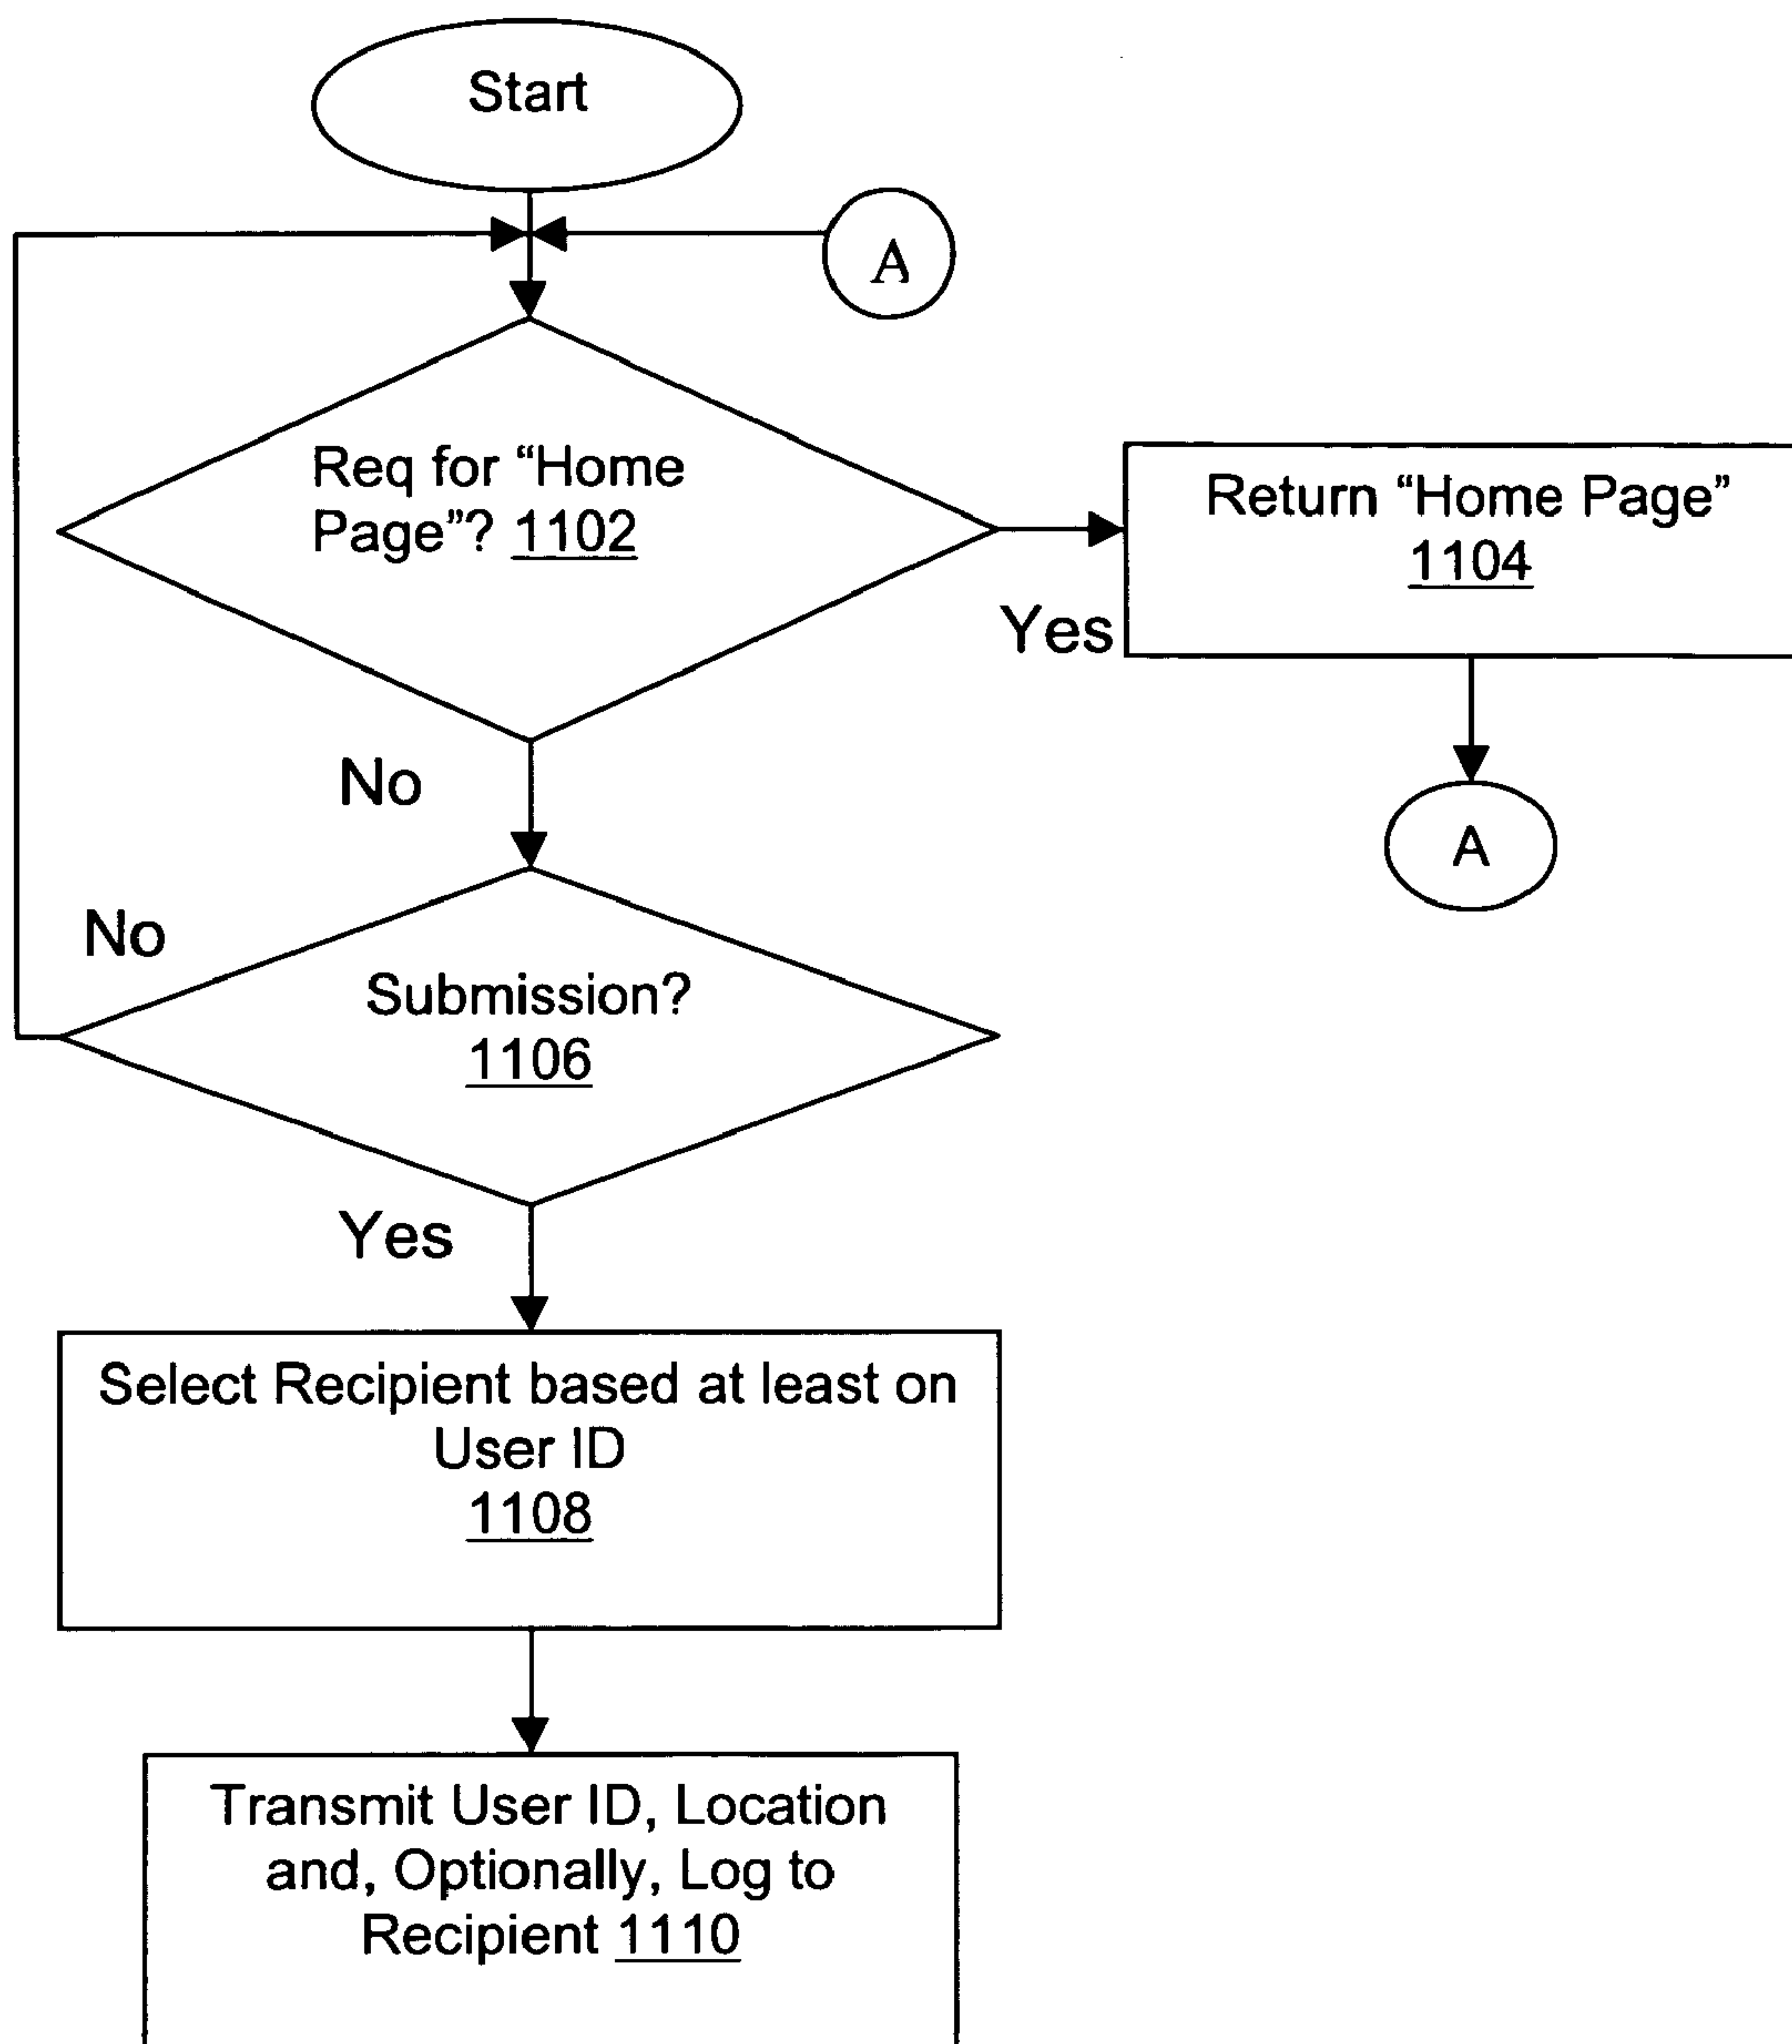 Start
A
Req for “Home
Page”? 1102
Return “Home Page”
1104
Yes
No
A
No
Submission?
1106
Yes
Select Recipient based at least on
User ID
1108
Transmit User ID, Location
and, Optionally, Log to
Recipient 1110